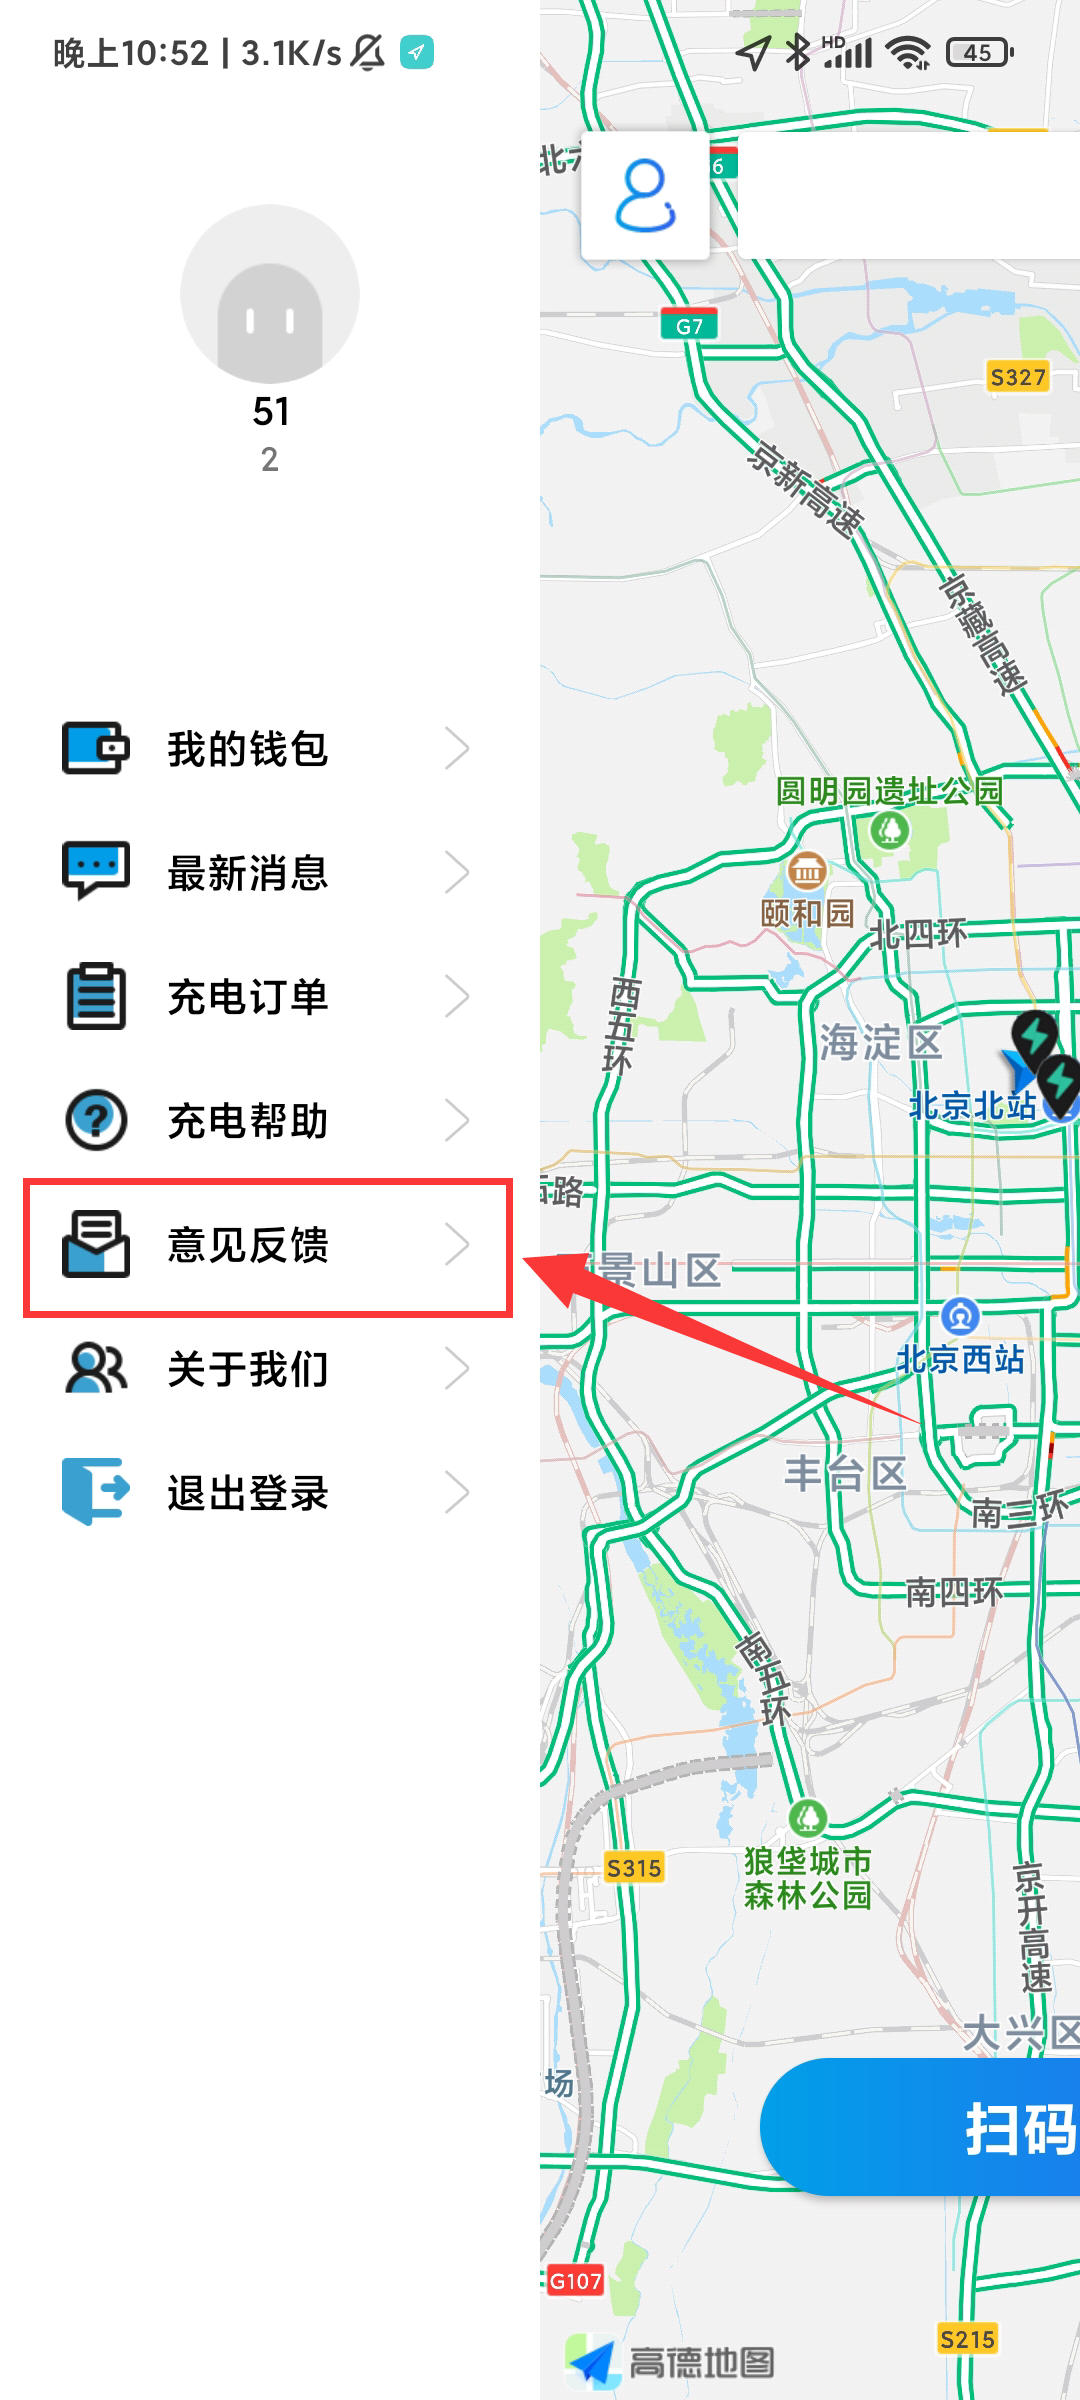 晚上10:52 | 3.1K/s
HD
45
6
G7
S327
51
2
京新高速
京藏高速
我的钱包
最新消息
充电订单
充电帮助
意见反馈
关于我们
退出登录
圆明园遗址公园
颐和园
北四环
西五环
海淀区
北京北站
路
景山区
北京西站
丰台区
南三环
南四环
南五环
狼垡城市
森林公园
S315
京开高速
大兴区
场
扫码
G107
S215
高德地图